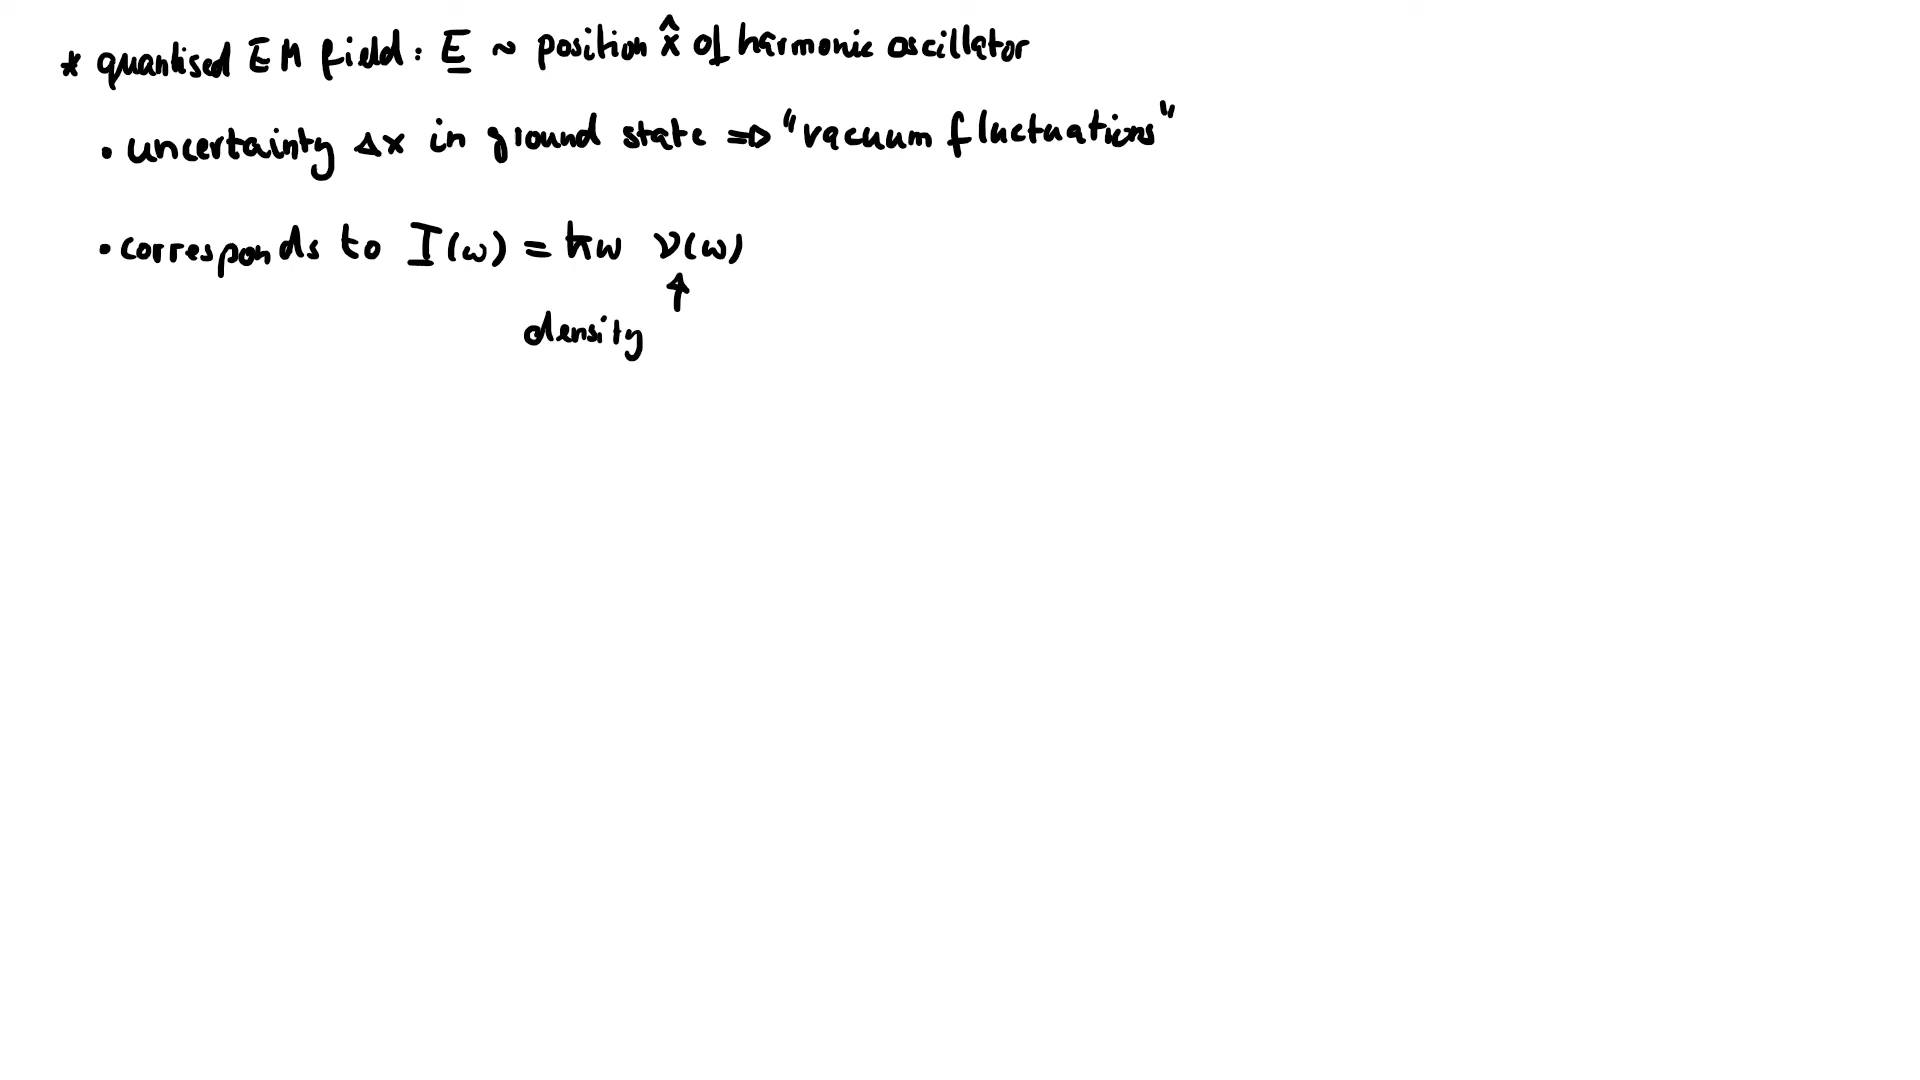 * quantised EM field: E ~ position x̂ of harmonic oscillator
• uncertainty Δx in ground state ⇒ "vacuum fluctuations"
• corresponds to I(ω) = ℏω ν(ω)
↑
density